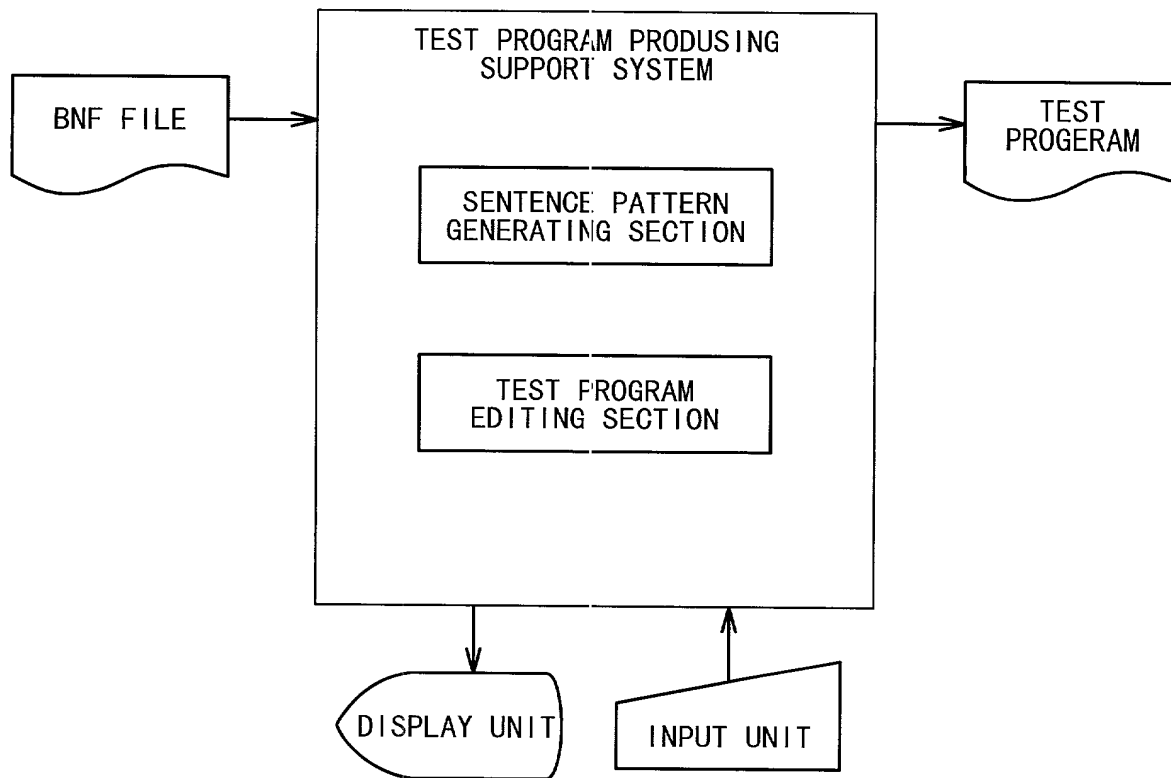 TEST PROGRAM PRODUSING
SUPPORT SYSTEM
BNF FILE
TEST
PROGERAM
SENTENCE PATTERN
GENERATING SECTION
TEST PROGRAM
EDITING SECTION
DISPLAY UNIT
INPUT UNIT